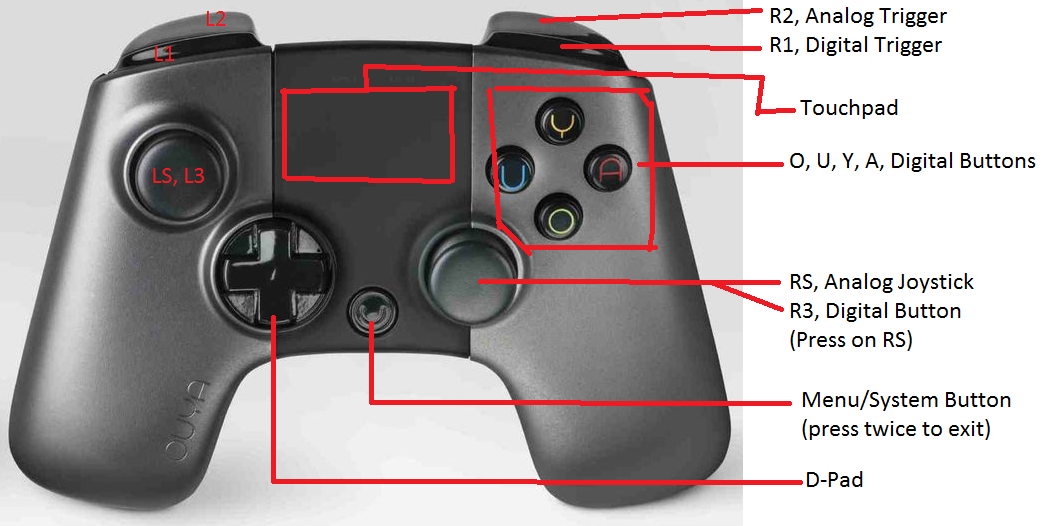 L2
R2, Analog Trigger
L1
R1, Digital Trigger
Touchpad
Y
O, U, Y, A, Digital Buttons
U
A
LS, L3
O
RS, Analog Joystick
R3, Digital Button
(Press on RS)
U
OUYA
Menu/System Button
(press twice to exit)
D-Pad